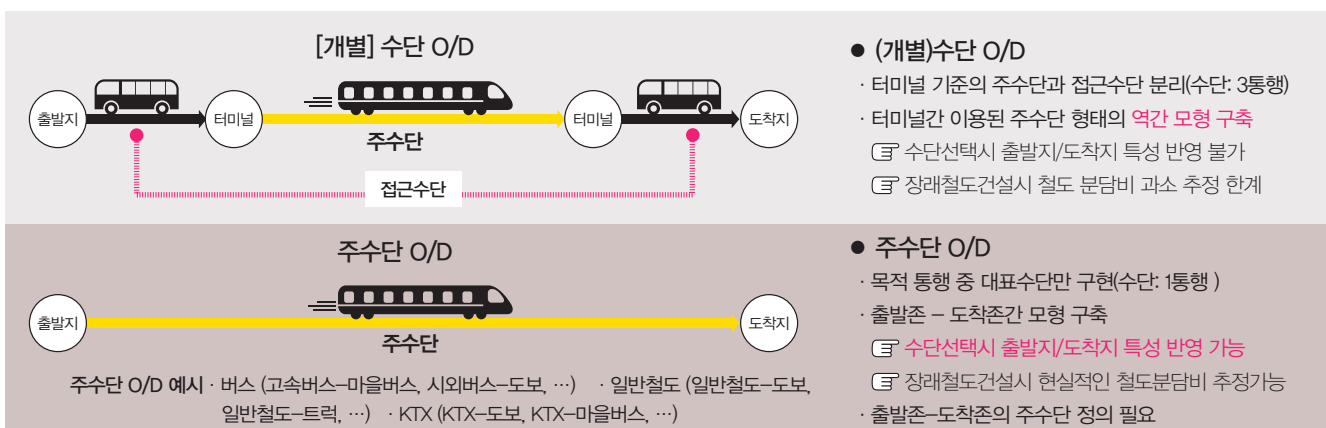 [개별] 수단 O/D
출발지
터미널
터미널
도착지
주수단
접근수단
● (개별)수단 O/D
· 터미널 기준의 주수단과 접근수단 분리(수단: 3통행)
· 터미널간 이용된 주수단 형태의 역간 모형 구축
☞ 수단선택시 출발지/도착지 특성 반영 불가
☞ 장래철도건설시 철도 분담비 과소 추정 한계
주수단 O/D
출발지
도착지
주수단
주수단 O/D 예시 · 버스 (고속버스–마을버스, 시외버스–도보, …) · 일반철도 (일반철도–도보,
일반철도–트럭, …) · KTX (KTX–도보, KTX–마을버스, …)
● 주수단 O/D
· 목적 통행 중 대표수단만 구현(수단: 1통행 )
· 출발존 – 도착존간 모형 구축
☞ 수단선택시 출발지/도착지 특성 반영 가능
☞ 장래철도건설시 현실적인 철도분담비 추정가능
· 출발존–도착존의 주수단 정의 필요